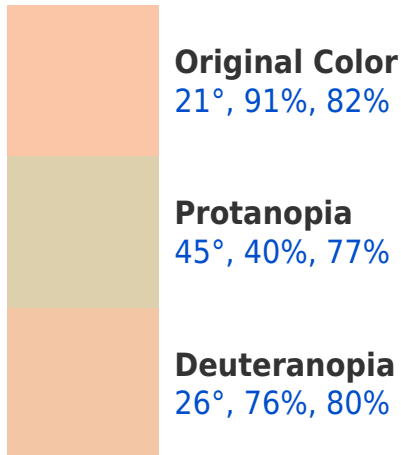 Original Color
21°, 91%, 82%
Protanopia
45°, 40%, 77%
Deuteranopia
26°, 76%, 80%